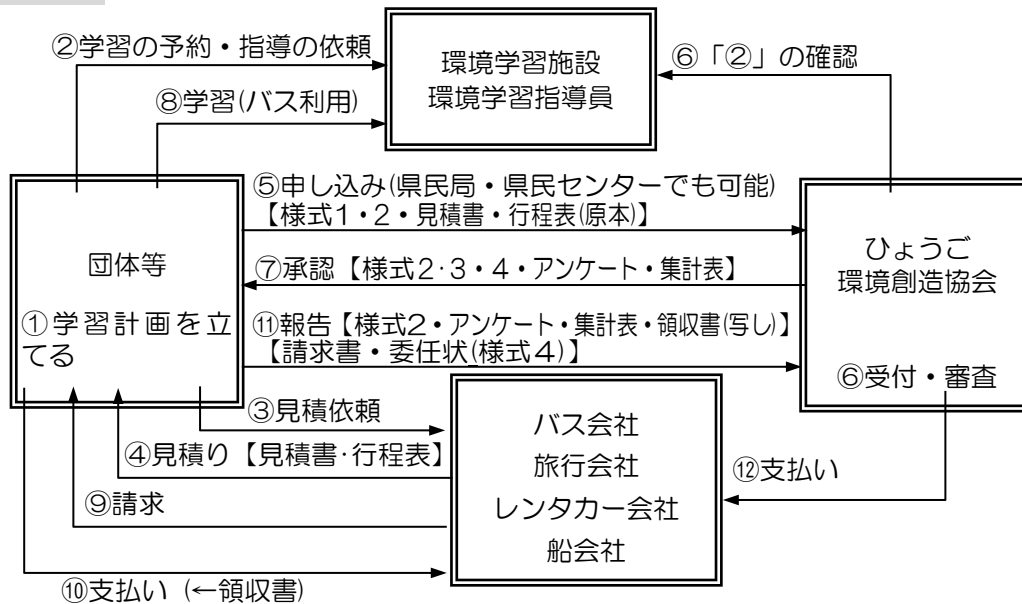 ②学習の予約・指導の依頼
環境学習施設
環境学習指導員
⑥「②」の確認
⑧学習(バス利用)
⑤申し込み(県民局・県民センターでも可能)
【様式1・2・見積書・行程表(原本)】
団体等
①学習計画を立
てる
⑦承認【様式2・3・4・アンケート・集計表】
ひょうご
環境創造協会
⑥受付・審査
⑪報告【様式2・アンケート・集計表・領収書(写し)】
【請求書・委任状(様式4)】
③見積依頼
④見積り【見積書・行程表】
⑨請求
バス会社
旅行会社
レンタカー会社
船会社
⑫支払い
⑩支払い(←領収書)